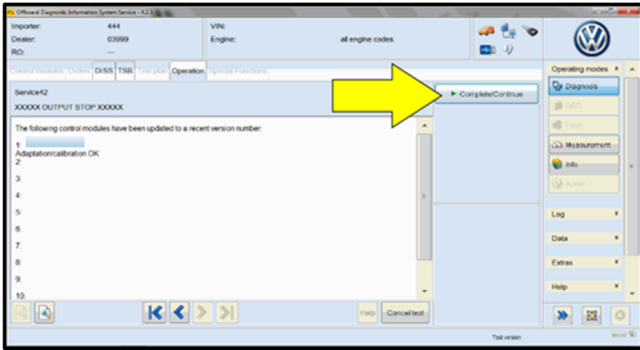 Offboard Diagnostic Information System Service - 4.2.3
Importer: 444 VIN:
Dealer: 03999 Engine: all engine codes
RO: ---
Control modules Orders DISS TSB Test plan Operation Special Functions
Operating modes
Service42
XXXXX OUTPUT STOP XXXXX
Complete/Continue
Diagnosis
OBD
Flash
Measurement
Info
Admin
The following control modules have been updated to a recent version number:
1:
Adaptation/calibration OK
2:
3:
4:
5:
6:
7:
8:
9:
10:
Log
Data
Extras
Help
Help Cancel test
Test version